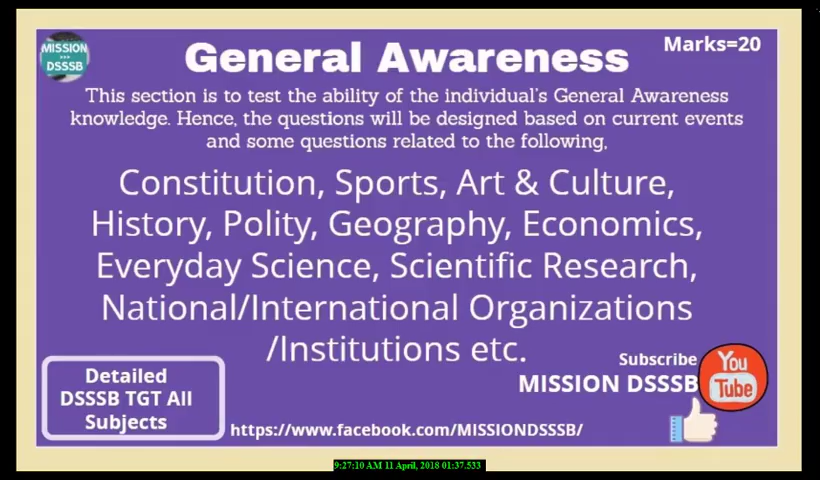 MISSION
DSSSB
General Awareness
Marks=20
This section is to test the ability of the individual's General Awareness
knowledge. Hence, the questions will be designed based on current events
and some questions related to the following,
Constitution, Sports, Art & Culture,
History, Polity, Geography, Economics,
Everyday Science, Scientific Research,
National/International Organizations
/Institutions etc.
Detailed
DSSSB TGT All
Subjects
Subscribe
MISSION DSSSB
You
Tube
https://www.facebook.com/MISSIONDSSSB/
9:27:10 AM 11 April, 2018 01:37.533